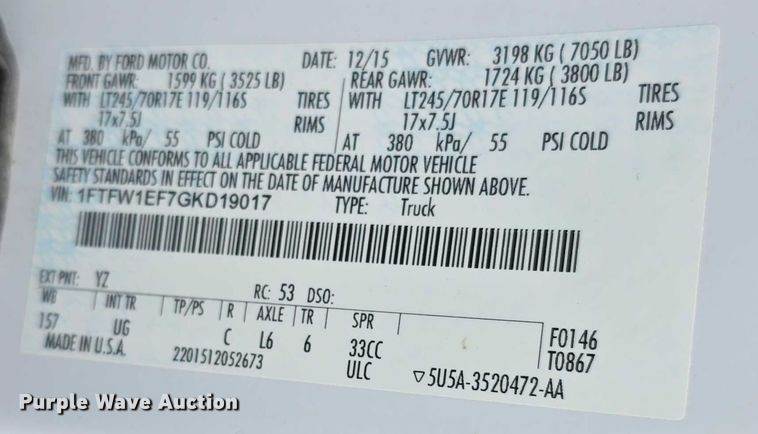 MFD. BY FORD MOTOR CO. DATE: 12/15 GVWR: 3198 KG ( 7050 LB)
FRONT GAWR: 1599 KG ( 3525 LB) REAR GAWR: 1724 KG ( 3800 LB)
WITH LT245/70R17E 119/116S TIRES WITH LT245/70R17E 119/116S TIRES
17x7.5J RIMS 17x7.5J RIMS
AT 380 kPa/ 55 PSI COLD AT 380 kPa/ 55 PSI COLD
THIS VEHICLE CONFORMS TO ALL APPLICABLE FEDERAL MOTOR VEHICLE
SAFETY STANDARDS IN EFFECT ON THE DATE OF MANUFACTURE SHOWN ABOVE.
VIN: 1FTFW1EF7GKD19017 TYPE: Truck
EXT PNT: YZ RC: 53 DSO:
WB INT TR TP/PS R AXLE TR SPR
157 UG C L6 6 33CC F0146
MADE IN U.S.A. 2201512052673 ULC T0867
▽5U5A-3520472-AA
Purple Wave Auction